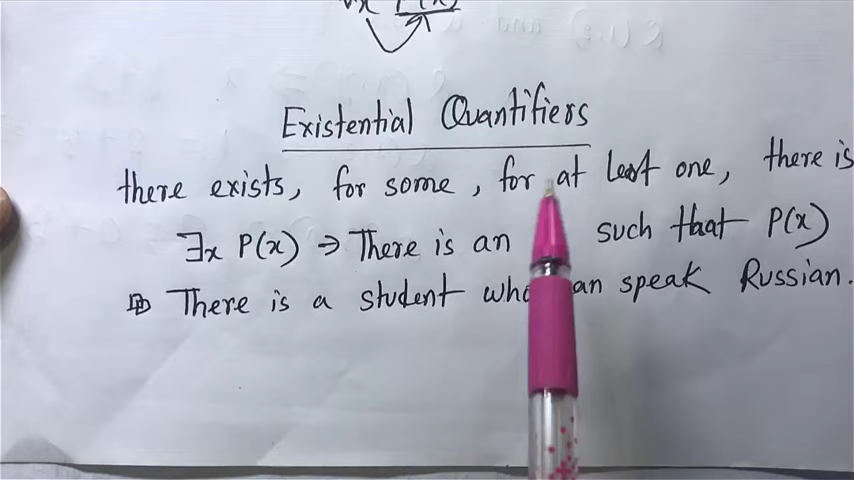 Existential Quantifiers
there exists, for some, for at least one, there is
∃x P(x) → There is an such that P(x)
There is a student who can speak Russian.